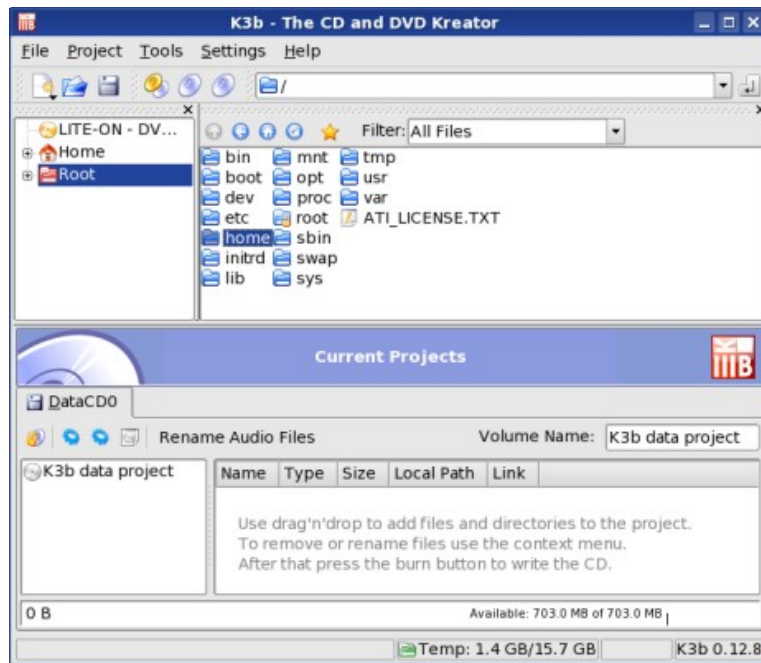 K3b - The CD and DVD Kreator
File Project Tools Settings Help
/
LITE-ON - DV...
Home
Root
Filter: All Files
bin mnt tmp
boot opt usr
dev proc var
etc root ATI_LICENSE.TXT
home sbin
initrd swap
lib sys
Current Projects
K3B
DataCD0
Rename Audio Files Volume Name: K3b data project
K3b data project
Name Type Size Local Path Link
Use drag'n'drop to add files and directories to the project.
To remove or rename files use the context menu.
After that press the burn button to write the CD.
0 B Available: 703.0 MB of 703.0 MB
Temp: 1.4 GB/15.7 GB K3b 0.12.8